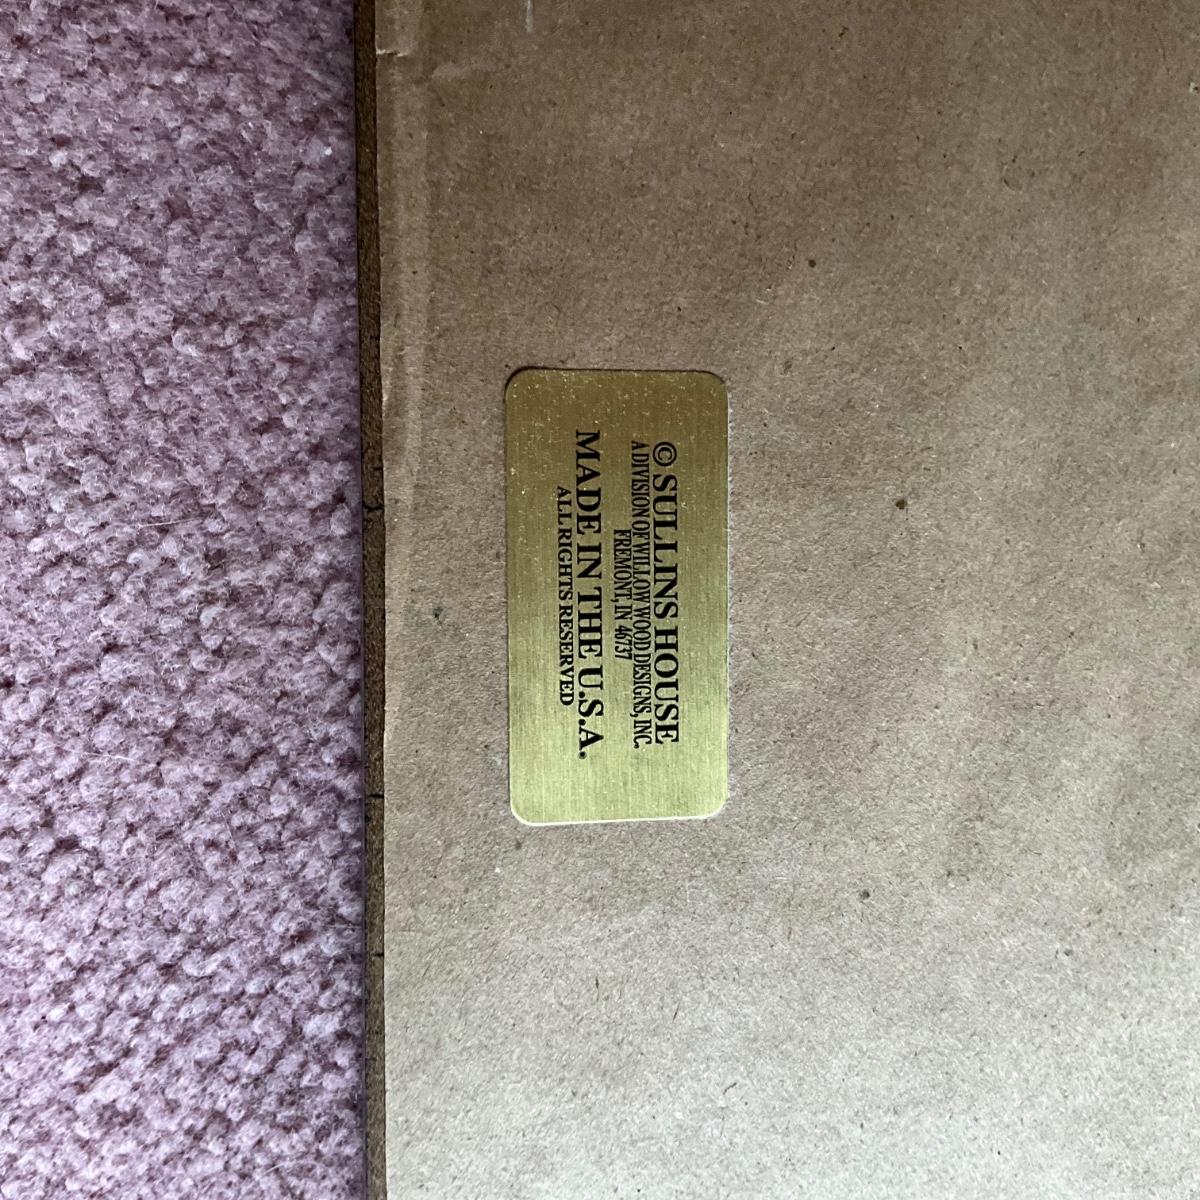 © SULLINS HOUSE
A DIVISION OF WILLOW WOOD DESIGNS, INC.
FREMONT, IN 46737
MADE IN THE U.S.A.
ALL RIGHTS RESERVED